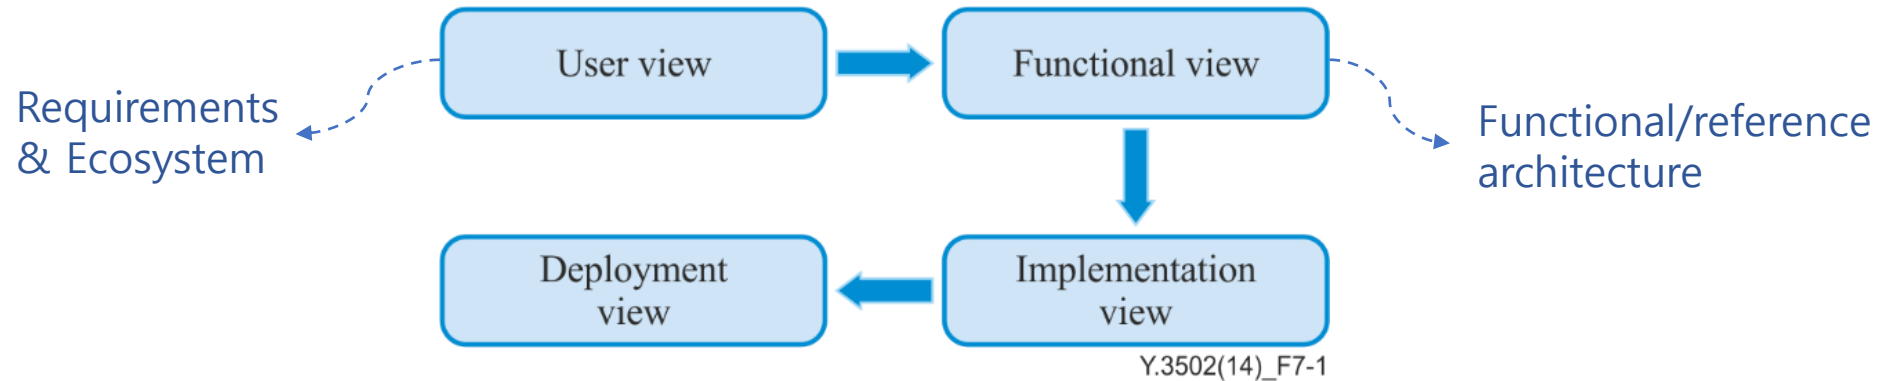 User view
Functional view
Requirements
& Ecosystem
Functional/reference
architecture
Deployment
view
Implementation
view
Y.3502(14)_F7-1